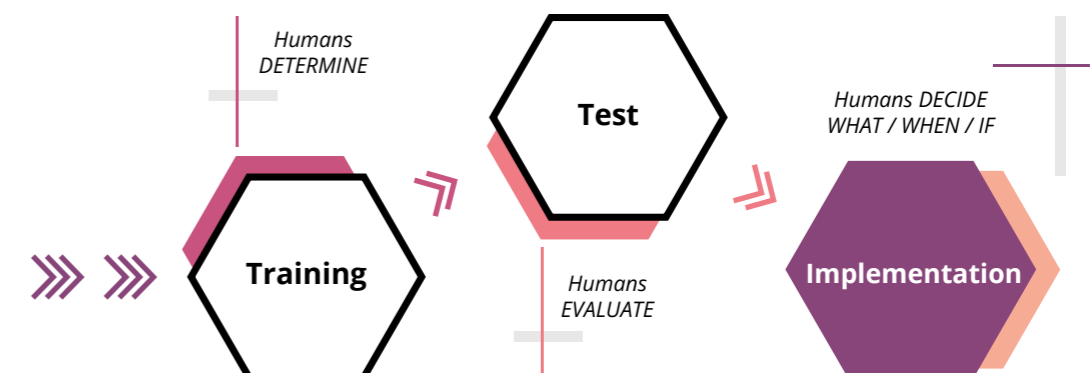 Humans
DETERMINE
Training
Test
Humans
EVALUATE
Humans DECIDE
WHAT / WHEN / IF
Implementation